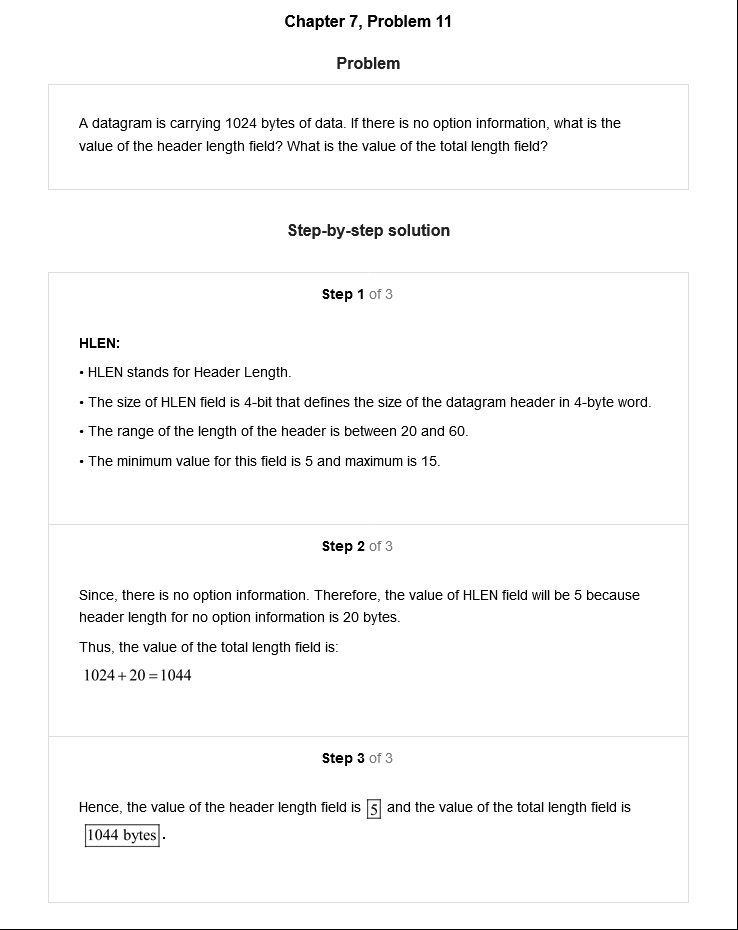 Chapter 7, Problem 11
Problem
A datagram is carrying 1024 bytes of data. If there is no option information, what is the
value of the header length field? What is the value of the total length field?
Step-by-step solution
Step 1 of 3
HLEN:
• HLEN stands for Header Length.
• The size of HLEN field is 4-bit that defines the size of the datagram header in 4-byte word.
• The range of the length of the header is between 20 and 60.
• The minimum value for this field is 5 and maximum is 15.
Step 2 of 3
Since, there is no option information. Therefore, the value of HLEN field will be 5 because
header length for no option information is 20 bytes.
Thus, the value of the total length field is:
1024 + 20 = 1044
Step 3 of 3
Hence, the value of the header length field is 5 and the value of the total length field is
1044 bytes.